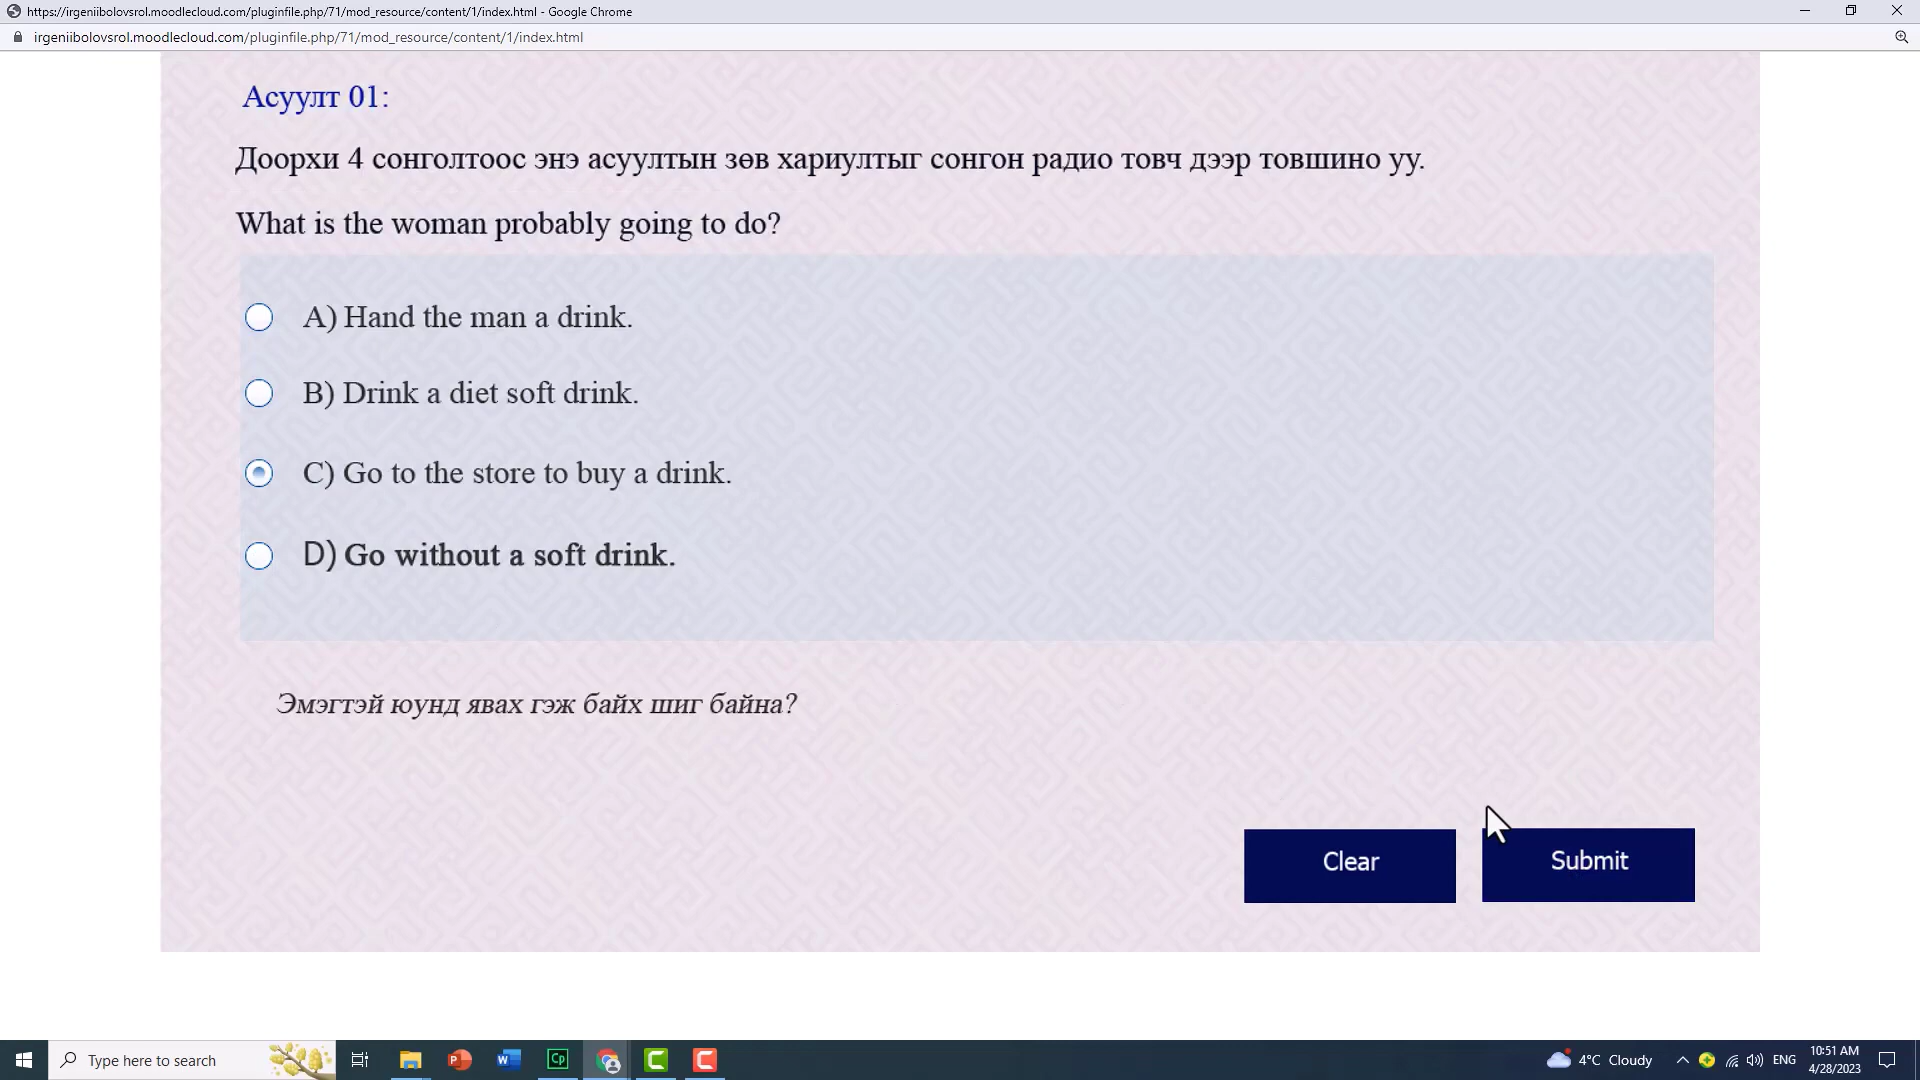 https://irgeniibolovsrol.moodlecloud.com/pluginfile.php/71/mod_resource/content/1/index.html - Google Chrome
irgeniibolovsrol.moodlecloud.com/pluginfile.php/71/mod_resource/content/1/index.html
Асуулт 01:
Доорхи 4 сонголтоос энэ асуултын зөв хариултыг сонгон радио товч дээр товшино уу.
What is the woman probably going to do?
A) Hand the man a drink.
B) Drink a diet soft drink.
C) Go to the store to buy a drink.
D) Go without a soft drink.
Эмэгтэй юунд явах гэж байх шиг байна?
Clear
Submit
Type here to search
4°C Cloudy
ENG
10:51 AM
4/28/2023